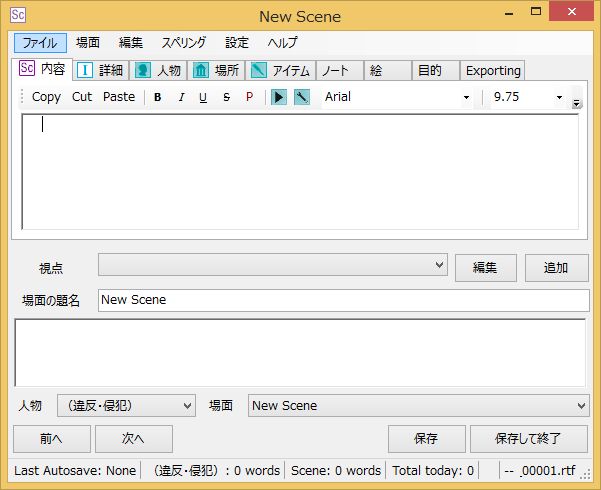 New Scene
ファイル 場面 編集 スペリング 設定 ヘルプ
Sc 内容 I 詳細 人物 場所 アイテム ノート 絵 目的 Exporting
Copy Cut Paste B I U S P Arial 9.75
視点 編集 追加
場面の題名 New Scene
人物 （違反・侵犯） 場面 New Scene
前へ 次へ 保存 保存して終了
Last Autosave: None （違反・侵犯）: 0 words Scene: 0 words Total today: 0 -- _00001.rtf